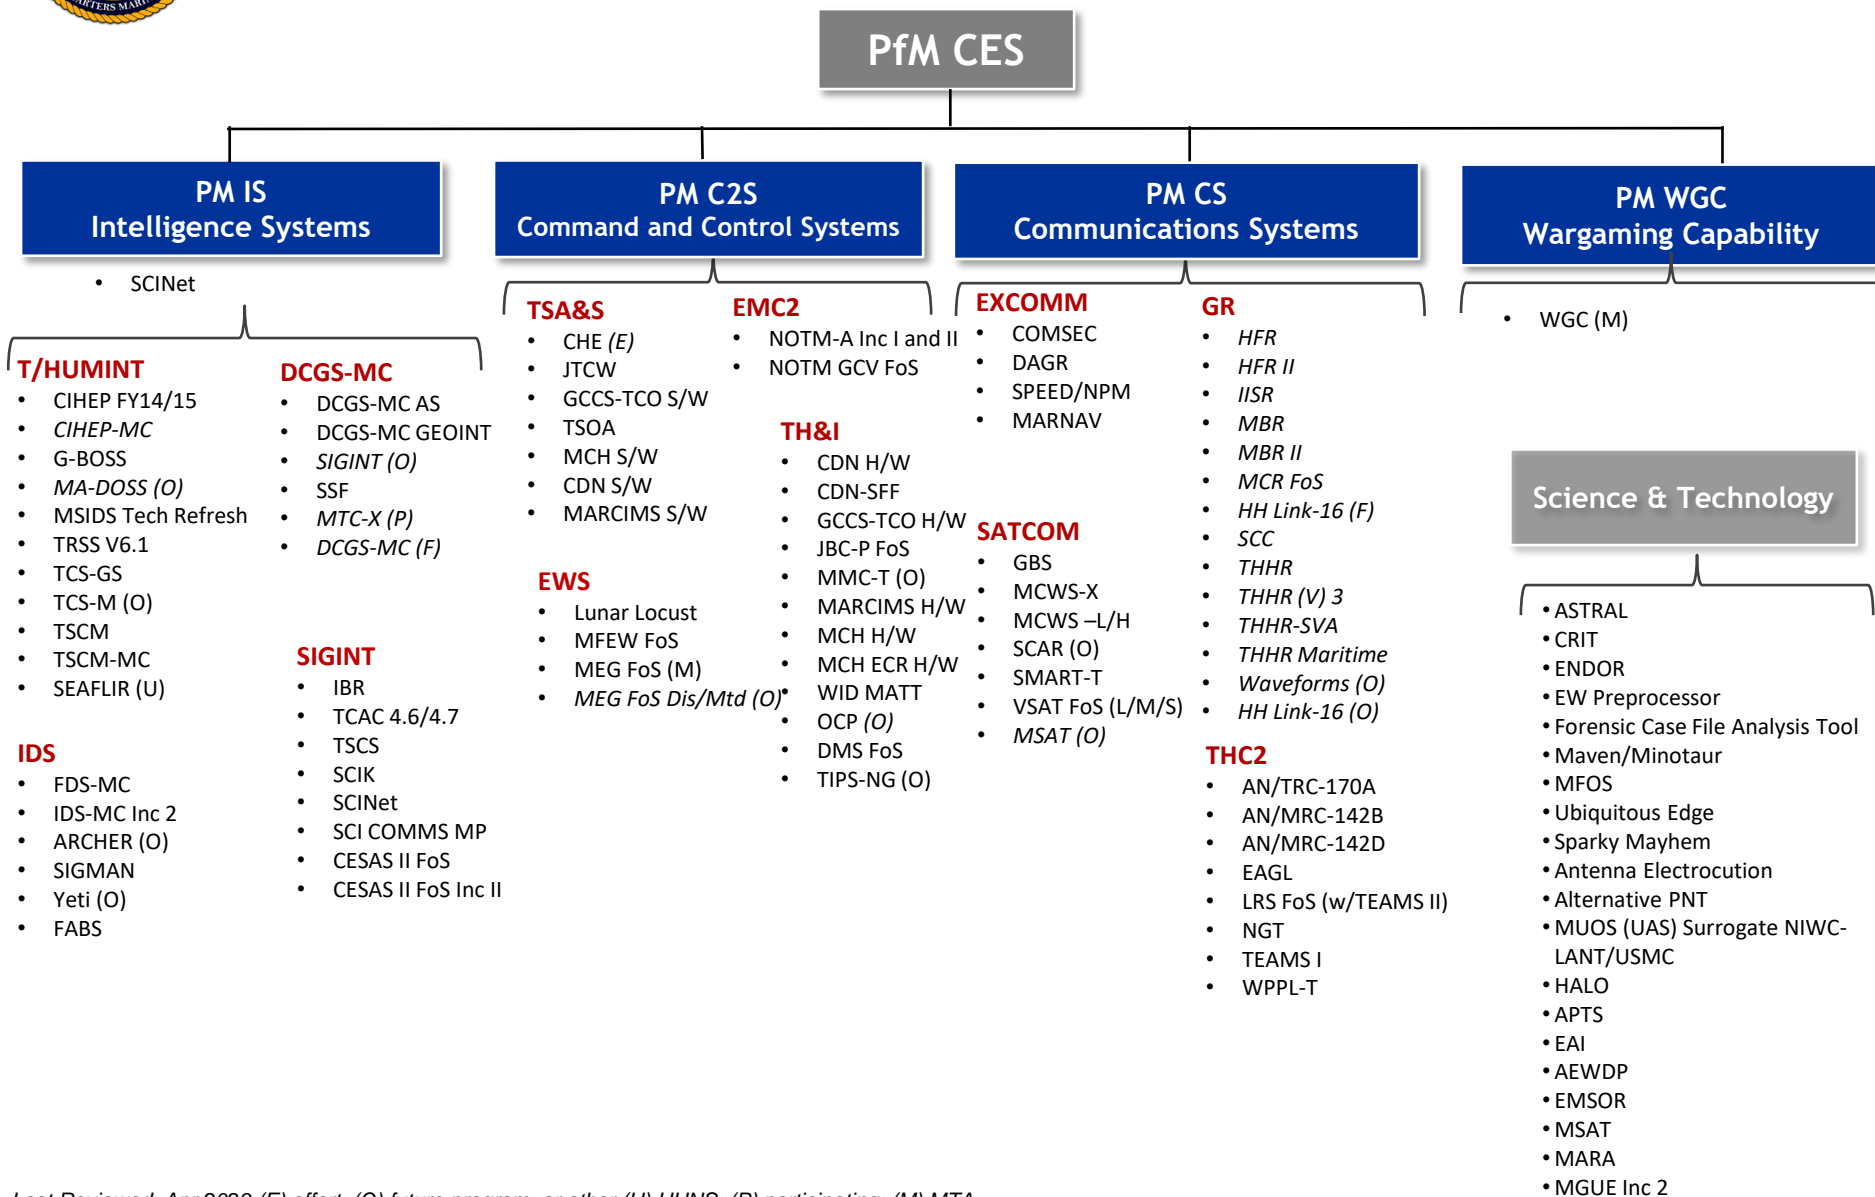 QUARTERS MARI
PfM CES
PM IS
Intelligence Systems
• SCINet
T/HUMINT
• CIHEP FY14/15
• CIHEP-MC
• G-BOSS
• MA-DOSS (O)
• MSIDS Tech Refresh
• TRSS V6.1
• TCS-GS
• TCS-M (O)
• TSCM
• TSCM-MC
• SEAFLIR (U)
IDS
• FDS-MC
• IDS-MC Inc 2
• ARCHER (O)
• SIGMAN
• Yeti (O)
• FABS
DCGS-MC
• DCGS-MC AS
• DCGS-MC GEOINT
• SIGINT (O)
• SSF
• MTC-X (P)
• DCGS-MC (F)
SIGINT
• IBR
• TCAC 4.6/4.7
• TSCS
• SCIK
• SCINet
• SCI COMMS MP
• CESAS II FoS
• CESAS II FoS Inc II
PM C2S
Command and Control Systems
TSA&S
• CHE (E)
• JTCW
• GCCS-TCO S/W
• TSOA
• MCH S/W
• CDN S/W
• MARCIMS S/W
EWS
• Lunar Locust
• MFEW FoS
• MEG FoS (M)
• MEG FoS Dis/Mtd (O)
EMC2
• NOTM-A Inc I and II
• NOTM GCV FoS
TH&I
• CDN H/W
• CDN-SFF
• GCCS-TCO H/W
• JBC-P FoS
• MMC-T (O)
• MARCIMS H/W
• MCH H/W
• MCH ECR H/W
• WID MATT
• OCP (O)
• DMS FoS
• TIPS-NG (O)
PM CS
Communications Systems
EXCOMM
• COMSEC
• DAGR
• SPEED/NPM
• MARNAV
SATCOM
• GBS
• MCWS-X
• MCWS –L/H
• SCAR (O)
• SMART-T
• VSAT FoS (L/M/S)
• MSAT (O)
GR
• HFR
• HFR II
• IISR
• MBR
• MBR II
• MCR FoS
• HH Link-16 (F)
• SCC
• THHR
• THHR (V) 3
• THHR-SVA
• THHR Maritime
• Waveforms (O)
• HH Link-16 (O)
THC2
• AN/TRC-170A
• AN/MRC-142B
• AN/MRC-142D
• EAGL
• LRS FoS (w/TEAMS II)
• NGT
• TEAMS I
• WPPL-T
PM WGC
Wargaming Capability
• WGC (M)
Science & Technology
• ASTRAL
• CRIT
• ENDOR
• EW Preprocessor
• Forensic Case File Analysis Tool
• Maven/Minotaur
• MFOS
• Ubiquitous Edge
• Sparky Mayhem
• Antenna Electrocution
• Alternative PNT
• MUOS (UAS) Surrogate NIWC-
LANT/USMC
• HALO
• APTS
• EAI
• AEWDP
• EMSOR
• MSAT
• MARA
• MGUE Inc 2